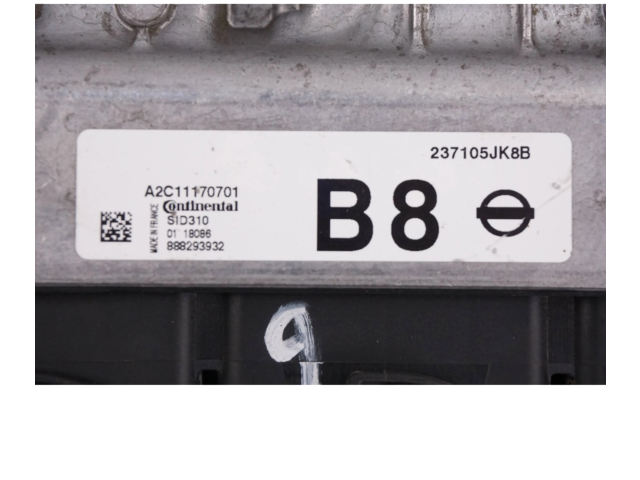 237105JK8B
A2C11170701
Continental
SID310
01 18086
888293932
MADE IN FRANCE
B8